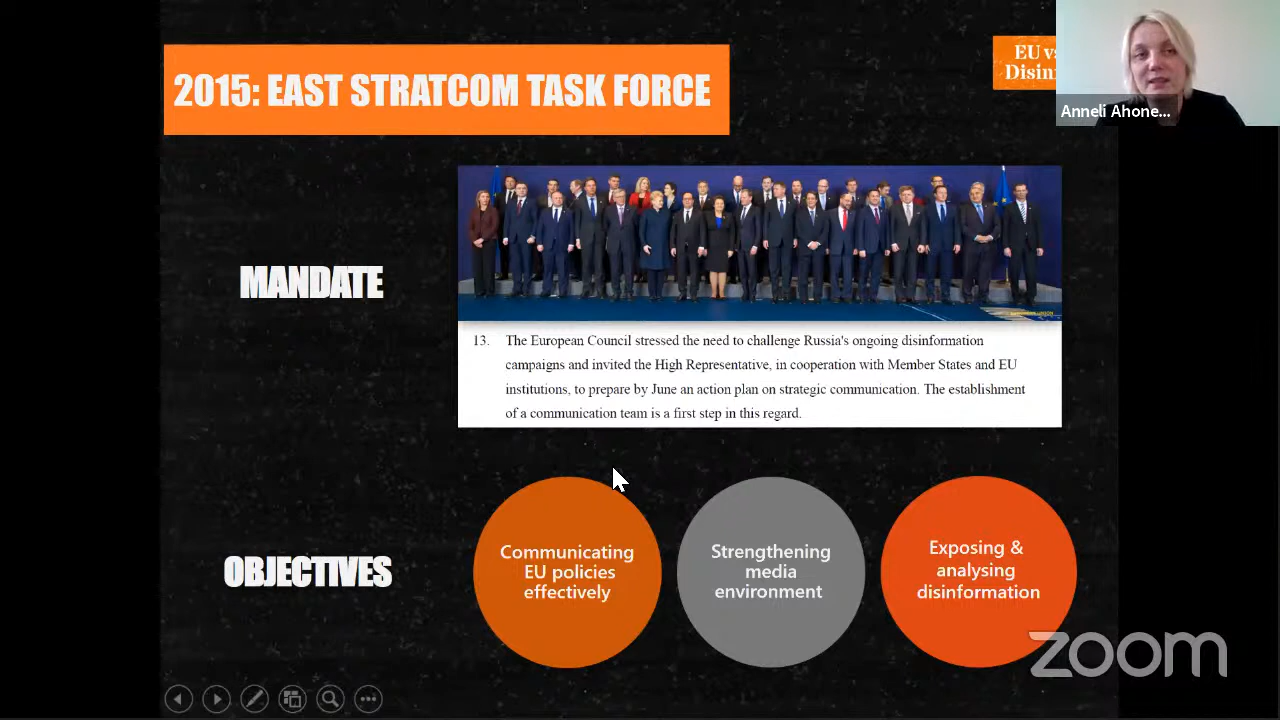 2015: EAST STRATCOM TASK FORCE
EU vs
Disin
Anneli Ahone...
MANDATE
13. The European Council stressed the need to challenge Russia's ongoing disinformation
campaigns and invited the High Representative, in cooperation with Member States and EU
institutions, to prepare by June an action plan on strategic communication. The establishment
of a communication team is a first step in this regard.
OBJECTIVES
Communicating
EU policies
effectively
Strengthening
media
environment
Exposing &
analysing
disinformation
zoom